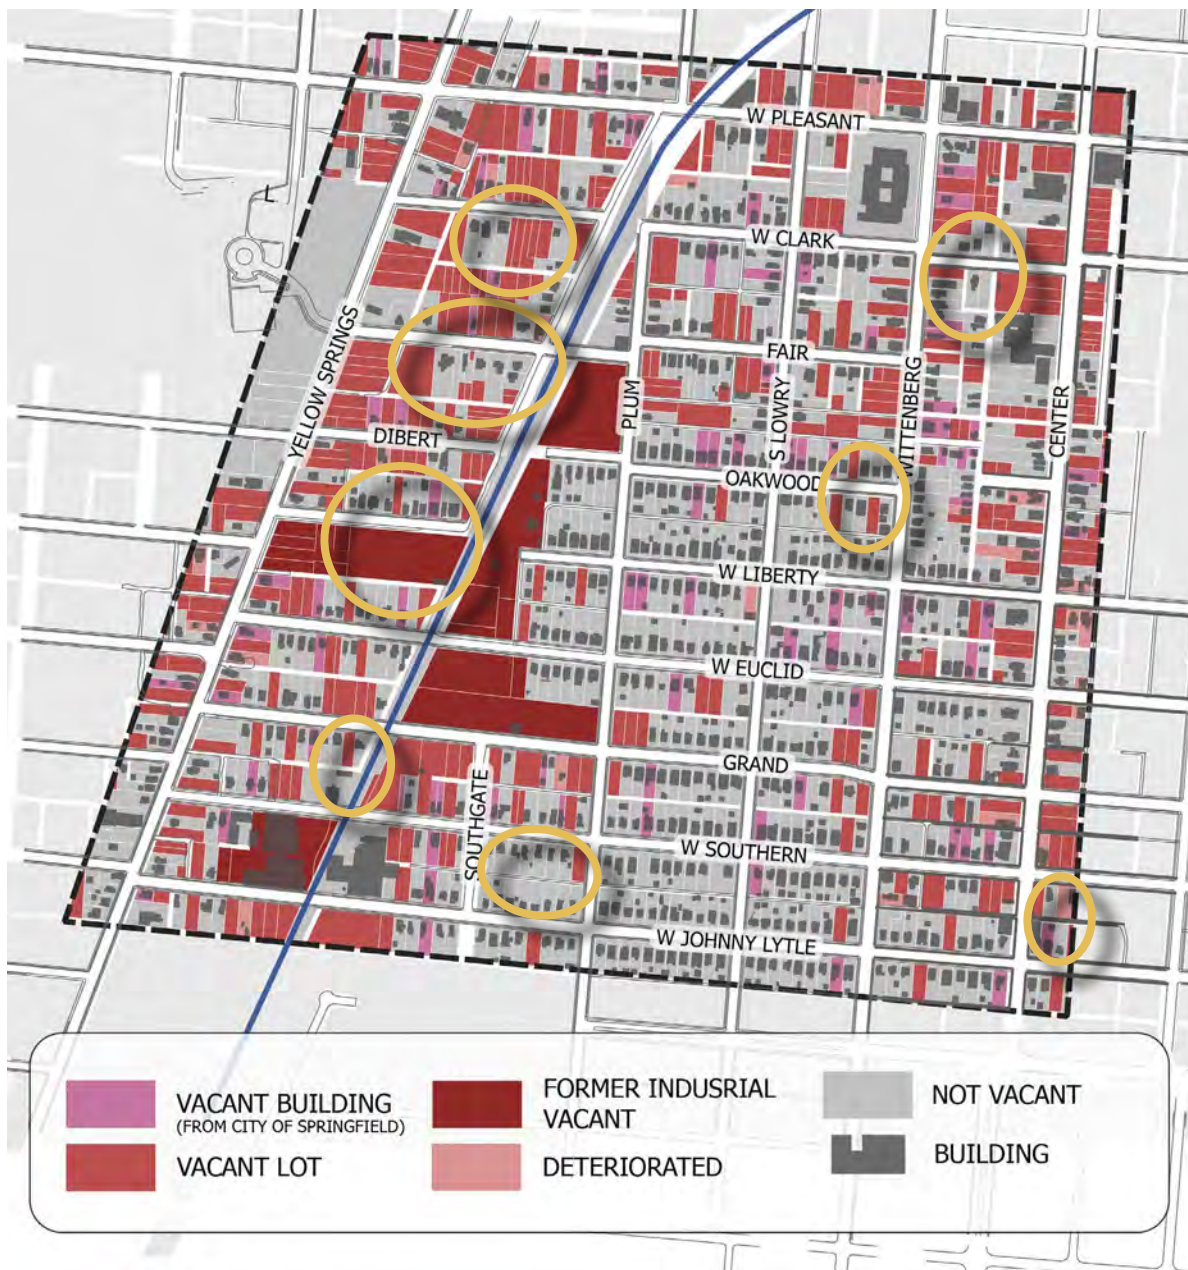 W PLEASANT
L
W CLARK
YELLOW SPRINGS
FAIR
PLUM
S LOWRY
WITTENBERG
CENTER
DIBERT
OAKWOOD
W LIBERTY
W EUCLID
GRAND
SOUTHGATE
W SOUTHERN
W JOHNNY LYTLE
VACANT BUILDING
(FROM CITY OF SPRINGFIELD)
VACANT LOT
FORMER INDUSRIAL
VACANT
DETERIORATED
NOT VACANT
BUILDING